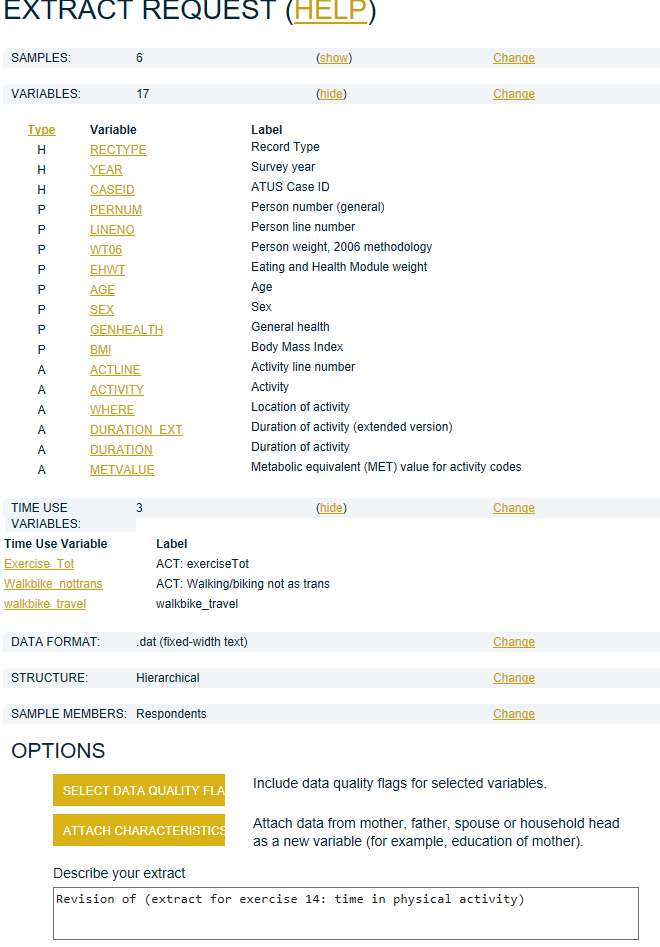 EXTRACT REQUEST (HELP)
SAMPLES: 6 (show) Change
VARIABLES: 17 (hide) Change
Type Variable Label
H RECTYPE Record Type
H YEAR Survey year
H CASEID ATUS Case ID
P PERNUM Person number (general)
P LINENO Person line number
P WT06 Person weight, 2006 methodology
P EHWT Eating and Health Module weight
P AGE Age
P SEX Sex
P GENHEALTH General health
P BMI Body Mass Index
A ACTLINE Activity line number
A ACTIVITY Activity
A WHERE Location of activity
A DURATION_EXT Duration of activity (extended version)
A DURATION Duration of activity
A METVALUE Metabolic equivalent (MET) value for activity codes
TIME USE 3 (hide) Change
VARIABLES:
Time Use Variable Label
Exercise_Tot ACT: exerciseTot
Walkbike_nottrans ACT: Walking/biking not as trans
walkbike_travel walkbike_travel
DATA FORMAT: .dat (fixed-width text) Change
STRUCTURE: Hierarchical Change
SAMPLE MEMBERS: Respondents Change
OPTIONS
SELECT DATA QUALITY FLA Include data quality flags for selected variables.
ATTACH CHARACTERISTICS Attach data from mother, father, spouse or household head
as a new variable (for example, education of mother).
Describe your extract
Revision of (extract for exercise 14: time in physical activity)